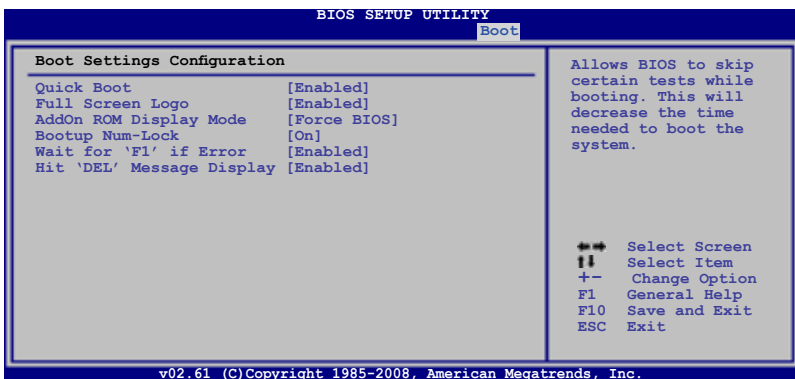 BIOS SETUP UTILITY
Boot
Boot Settings Configuration
Quick Boot [Enabled]
Full Screen Logo [Enabled]
AddOn ROM Display Mode [Force BIOS]
Bootup Num-Lock [On]
Wait for ‘F1’ if Error [Enabled]
Hit ‘DEL’ Message Display [Enabled]
Allows BIOS to skip
certain tests while
booting. This will
decrease the time
needed to boot the
system.
←→ Select Screen
↑↓ Select Item
+- Change Option
F1 General Help
F10 Save and Exit
ESC Exit
v02.61 (C)Copyright 1985-2008, American Megatrends, Inc.